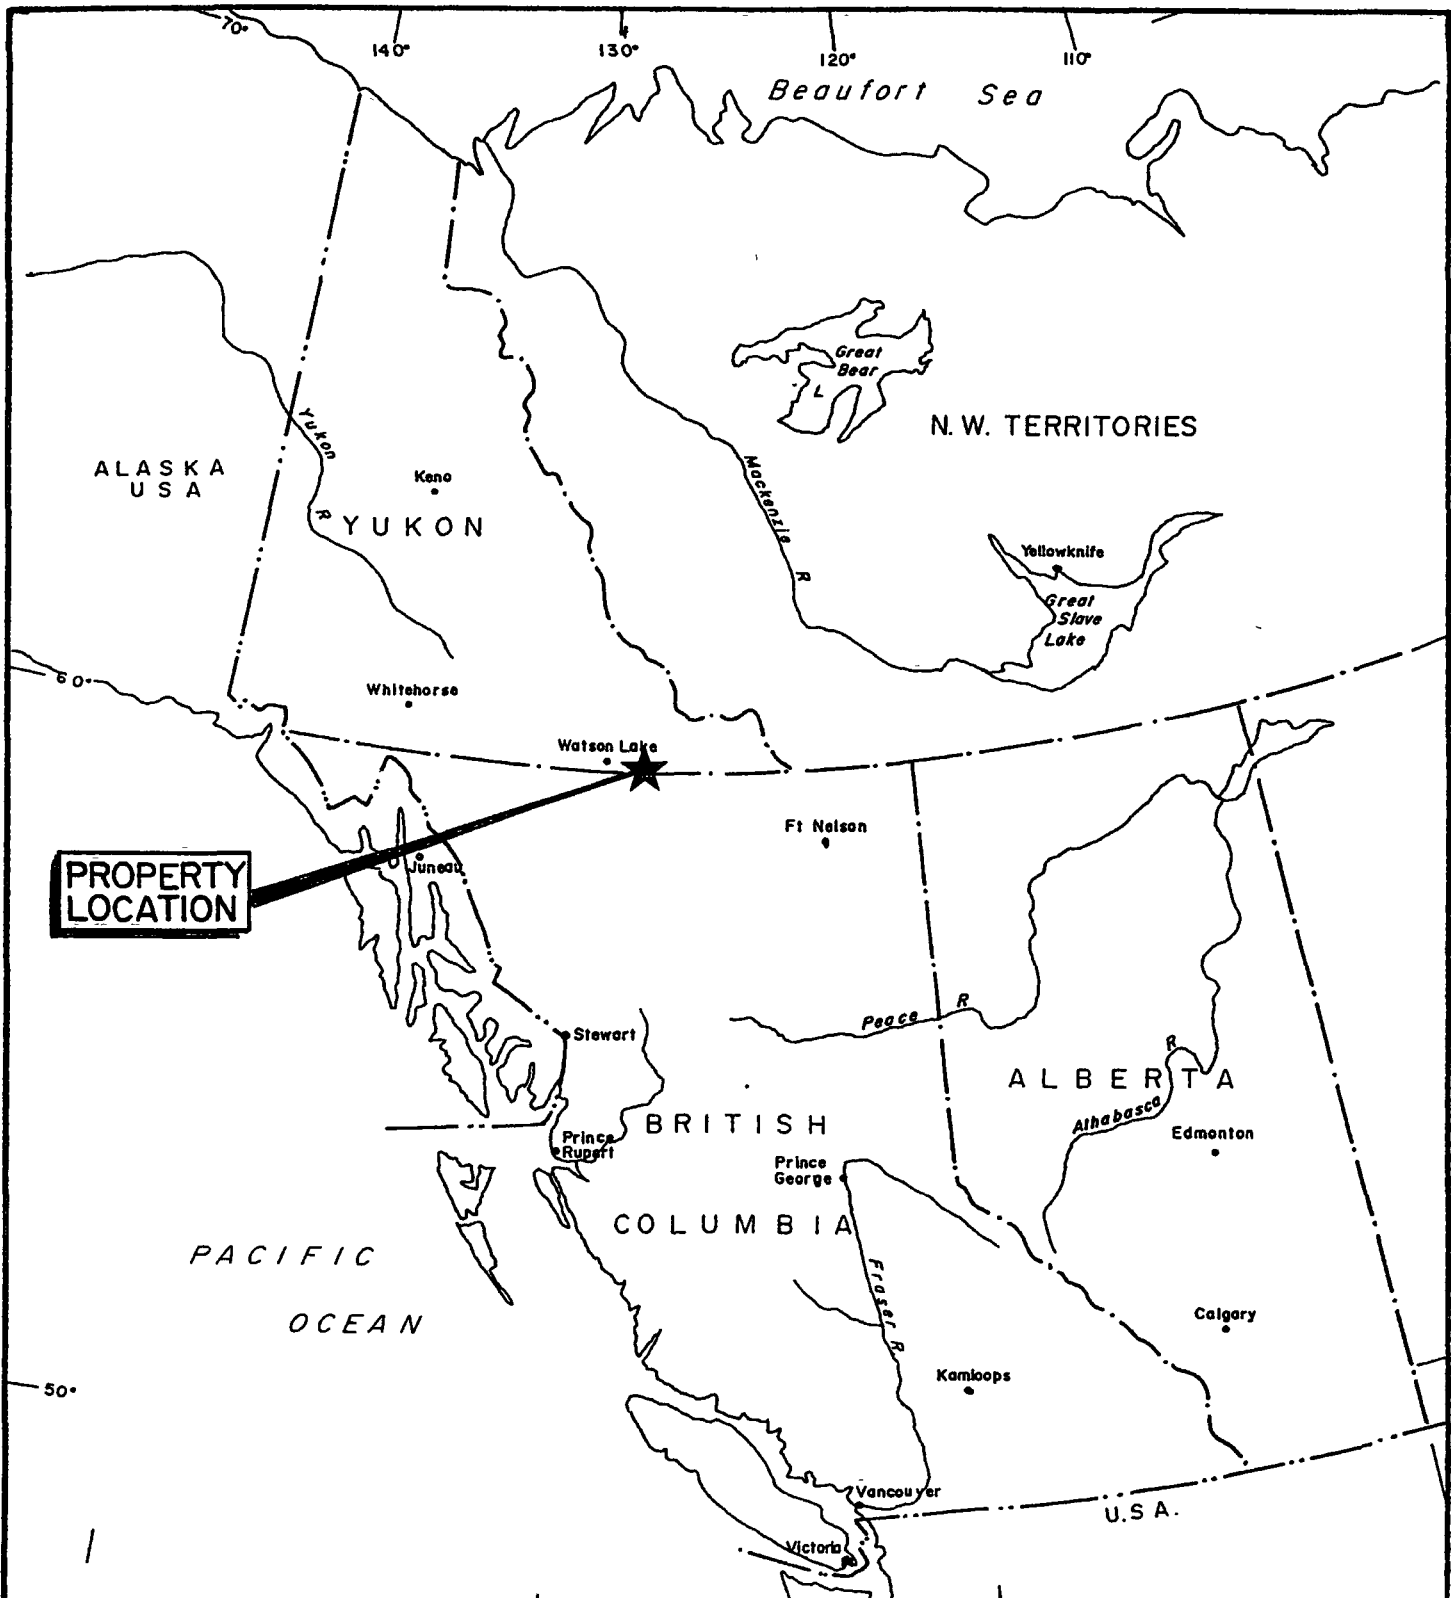 70°
140°
130°
120°
110°
Beaufort Sea
Great
Bear
L
N.W. TERRITORIES
Yukon
R
ALASKA
USA
Keno
YUKON
Mackenzie R
Yellowknife
Great
Slave
Lake
60°
Whitehorse
Watson Lake
Ft Nelson
PROPERTY
LOCATION
Juneau
Stewart
Peace R
ALBERTA
Athabasca R
BRITISH
Prince
Rupert
Edmonton
Prince
George
COLUMBIA
PACIFIC
OCEAN
Fraser R
Calgary
Kamloops
50°
Vancouver
U.S.A.
Victoria